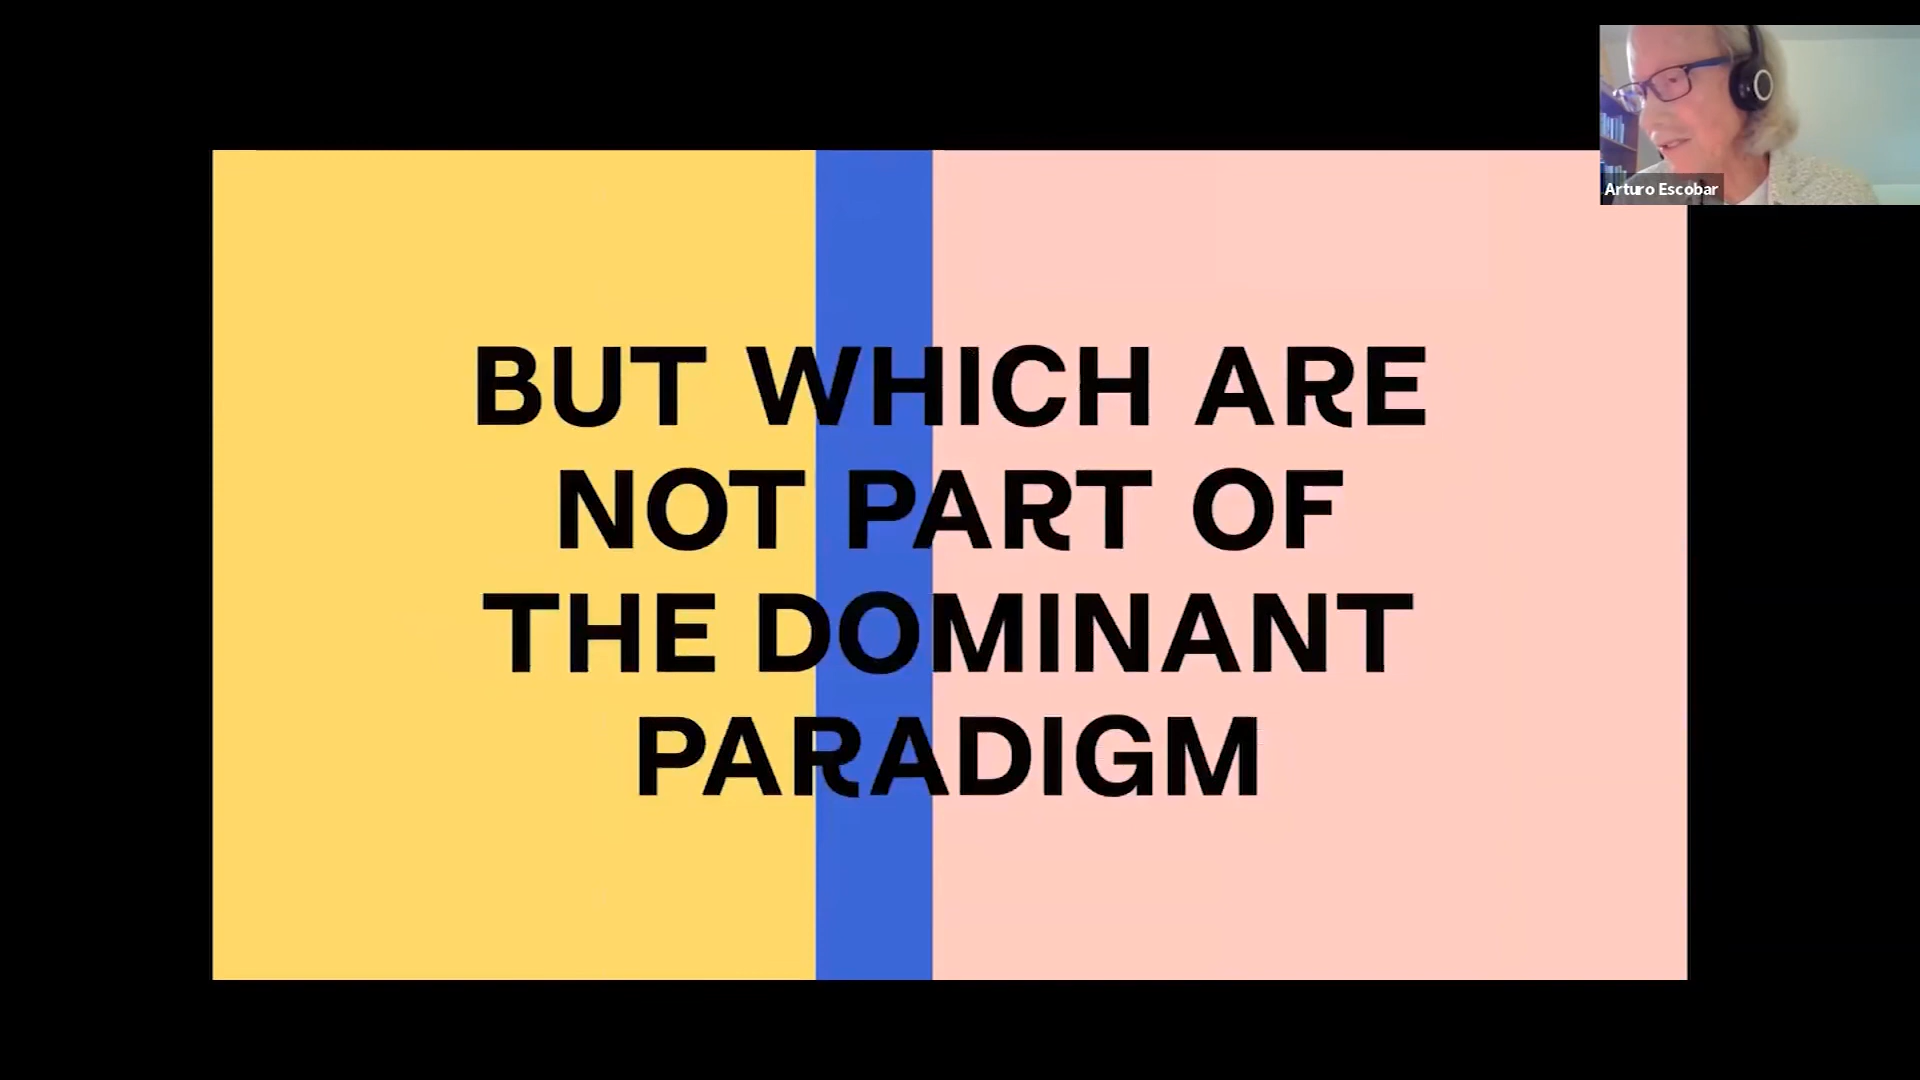 Arturo Escobar
BUT WHICH ARE
NOT PART OF
THE DOMINANT
PARADIGM